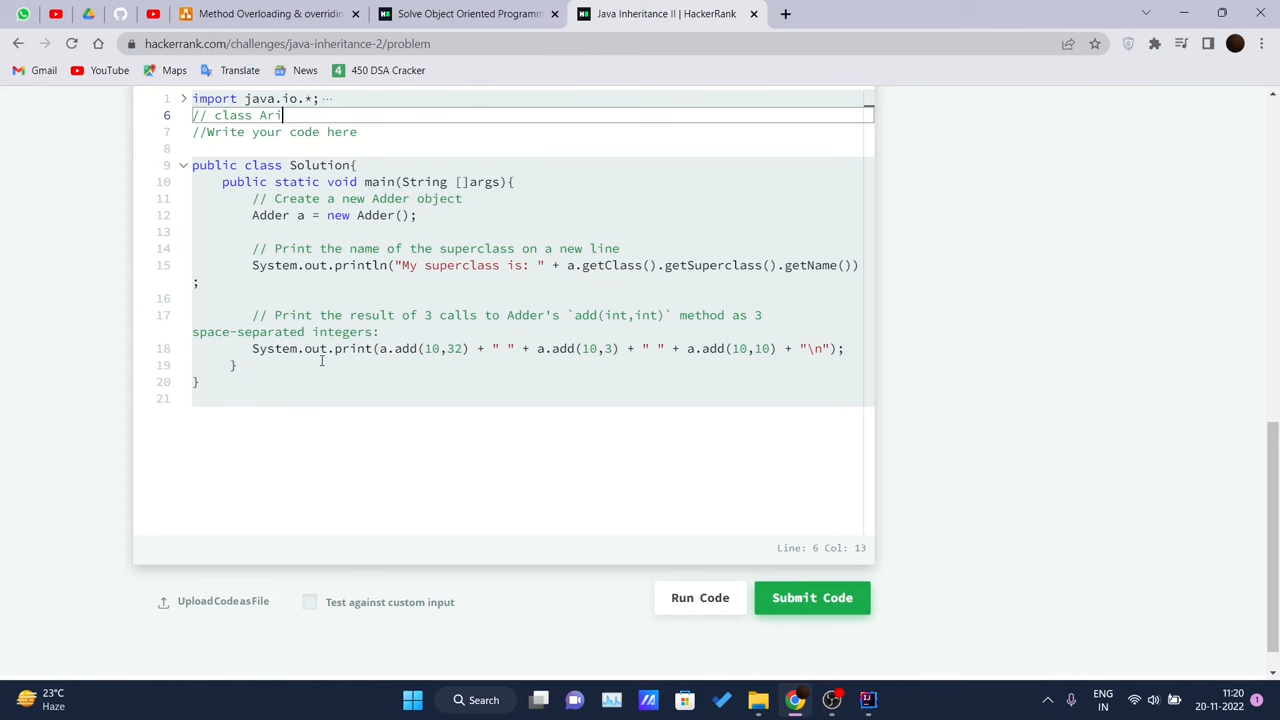 Method Overloading & overridin
Solve Object Oriented Programm
Java Inheritance II | HackerRank
hackerrank.com/challenges/java-inheritance-2/problem
Gmail
YouTube
Maps
Translate
News
4
450 DSA Cracker
1 import java.io.*; ···
6 // class Ari
7 //Write your code here
8
9 public class Solution{
10 public static void main(String []args){
11 // Create a new Adder object
12 Adder a = new Adder();
13
14 // Print the name of the superclass on a new line
15 System.out.println("My superclass is: " + a.getClass().getSuperclass().getName())
;
16
17 // Print the result of 3 calls to Adder's `add(int,int)` method as 3
space-separated integers:
18 System.out.print(a.add(10,32) + " " + a.add(10,3) + " " + a.add(10,10) + "\n");
19 }
20 }
21
Line: 6 Col: 13
Upload Code as File
Test against custom input
Run Code
Submit Code
23°C
Haze
Search
ENG
IN
11:20
20-11-2022
1